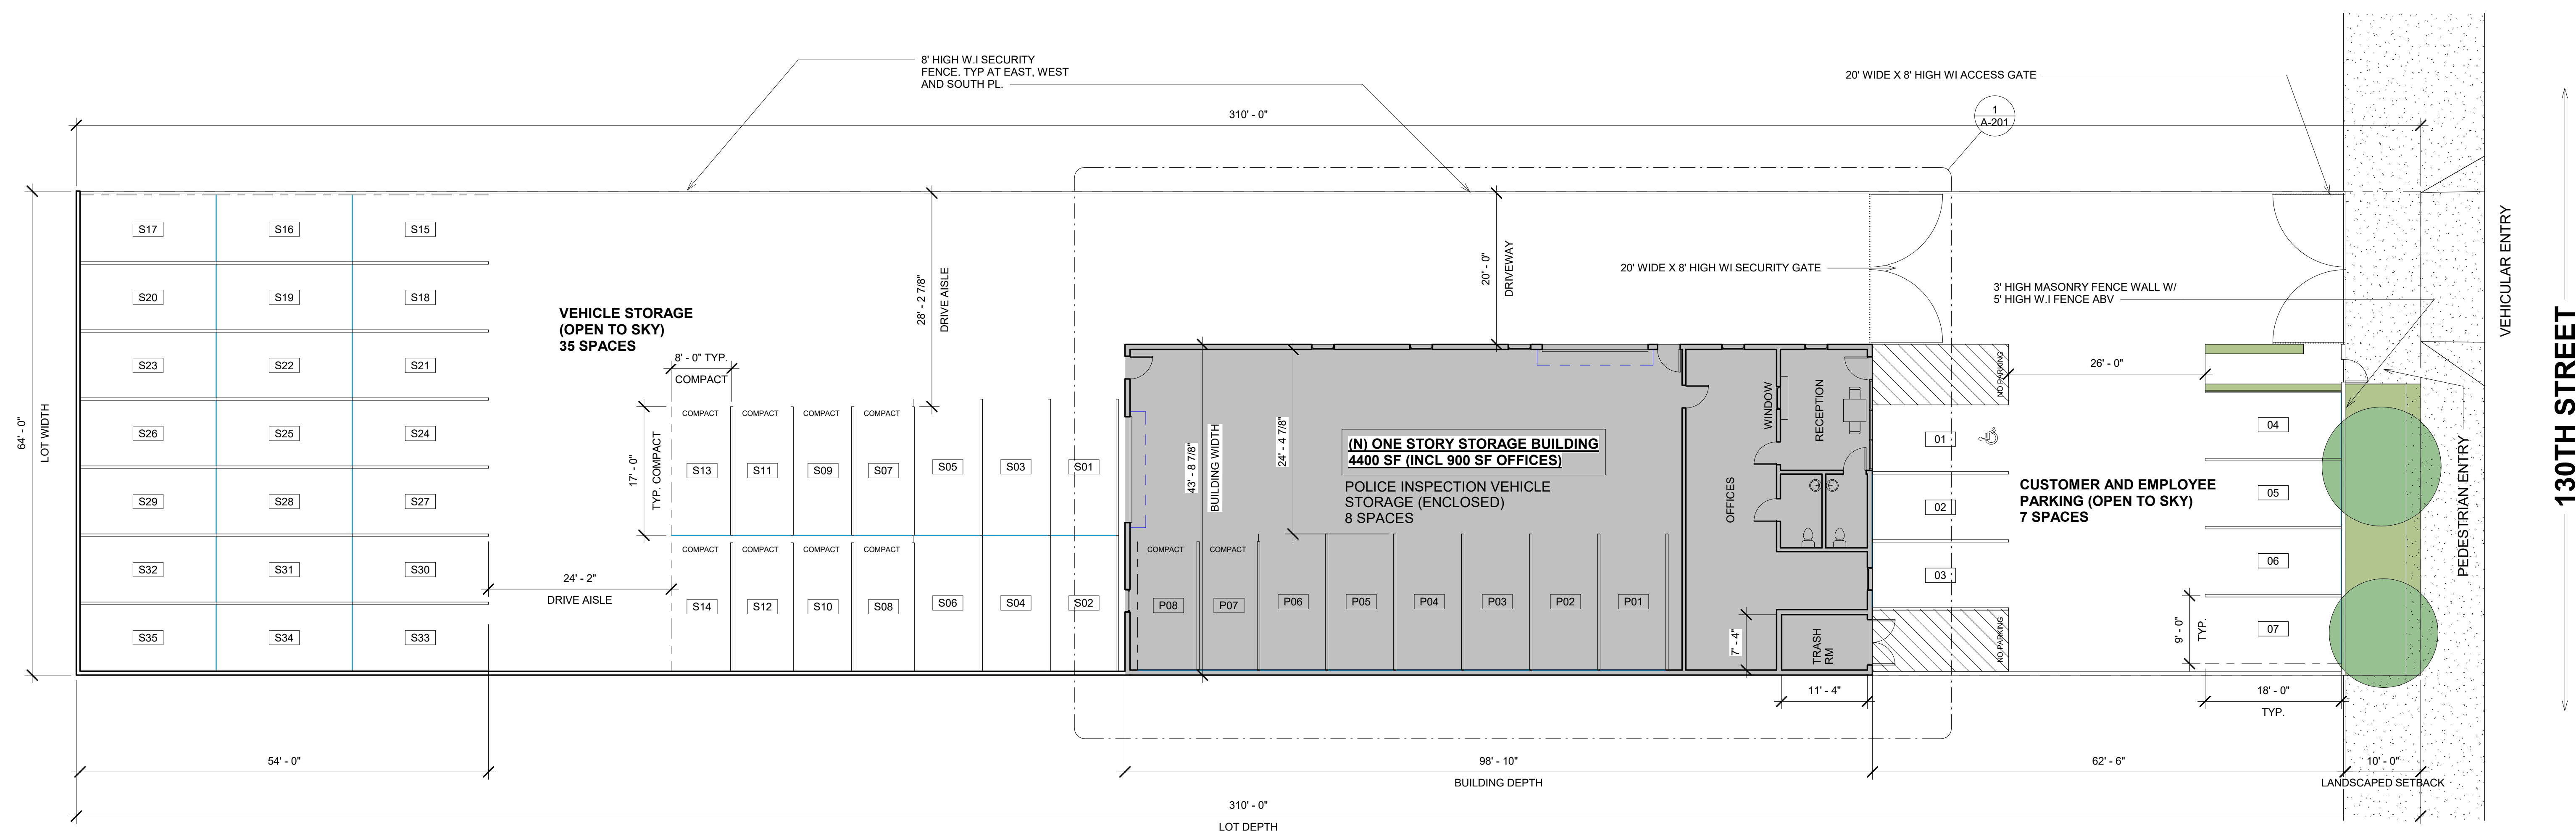 8' HIGH W.I SECURITY
FENCE. TYP AT EAST, WEST
AND SOUTH PL.
20' WIDE X 8' HIGH WI ACCESS GATE
1
A-201
310' - 0"
64' - 0"
LOT WIDTH
S17
S16
S15
S20
S19
S18
S23
S22
S21
S26
S25
S24
S29
S28
S27
S32
S31
S30
S35
S34
S33
VEHICLE STORAGE
(OPEN TO SKY)
35 SPACES
28' - 2 7/8"
DRIVE AISLE
8' - 0" TYP.
COMPACT
17' - 0"
TYP. COMPACT
COMPACT
COMPACT
COMPACT
COMPACT
S13
S11
S09
S07
S05
S03
S01
COMPACT
COMPACT
COMPACT
COMPACT
S14
S12
S10
S08
S06
S04
S02
24' - 2"
DRIVE AISLE
20' - 0"
DRIVEWAY
20' WIDE X 8' HIGH WI SECURITY GATE
43' - 8 7/8"
BUILDING WIDTH
24' - 4 7/8"
(N) ONE STORY STORAGE BUILDING
4400 SF (INCL 900 SF OFFICES)
POLICE INSPECTION VEHICLE
STORAGE (ENCLOSED)
8 SPACES
COMPACT
COMPACT
P08
P07
P06
P05
P04
P03
P02
P01
OFFICES
WINDOW
RECEPTION
7' - 4"
TRASH
RM
11' - 4"
NO PARKING
NO PARKING
01
02
03
26' - 0"
3' HIGH MASONRY FENCE WALL W/
5' HIGH W.I FENCE ABV
CUSTOMER AND EMPLOYEE
PARKING (OPEN TO SKY)
7 SPACES
04
05
06
07
9' - 0"
TYP.
18' - 0"
TYP.
PEDESTRIAN ENTRY
VEHICULAR ENTRY
130TH STREET
54' - 0"
98' - 10"
BUILDING DEPTH
62' - 6"
10' - 0"
LANDSCAPED SETBACK
310' - 0"
LOT DEPTH